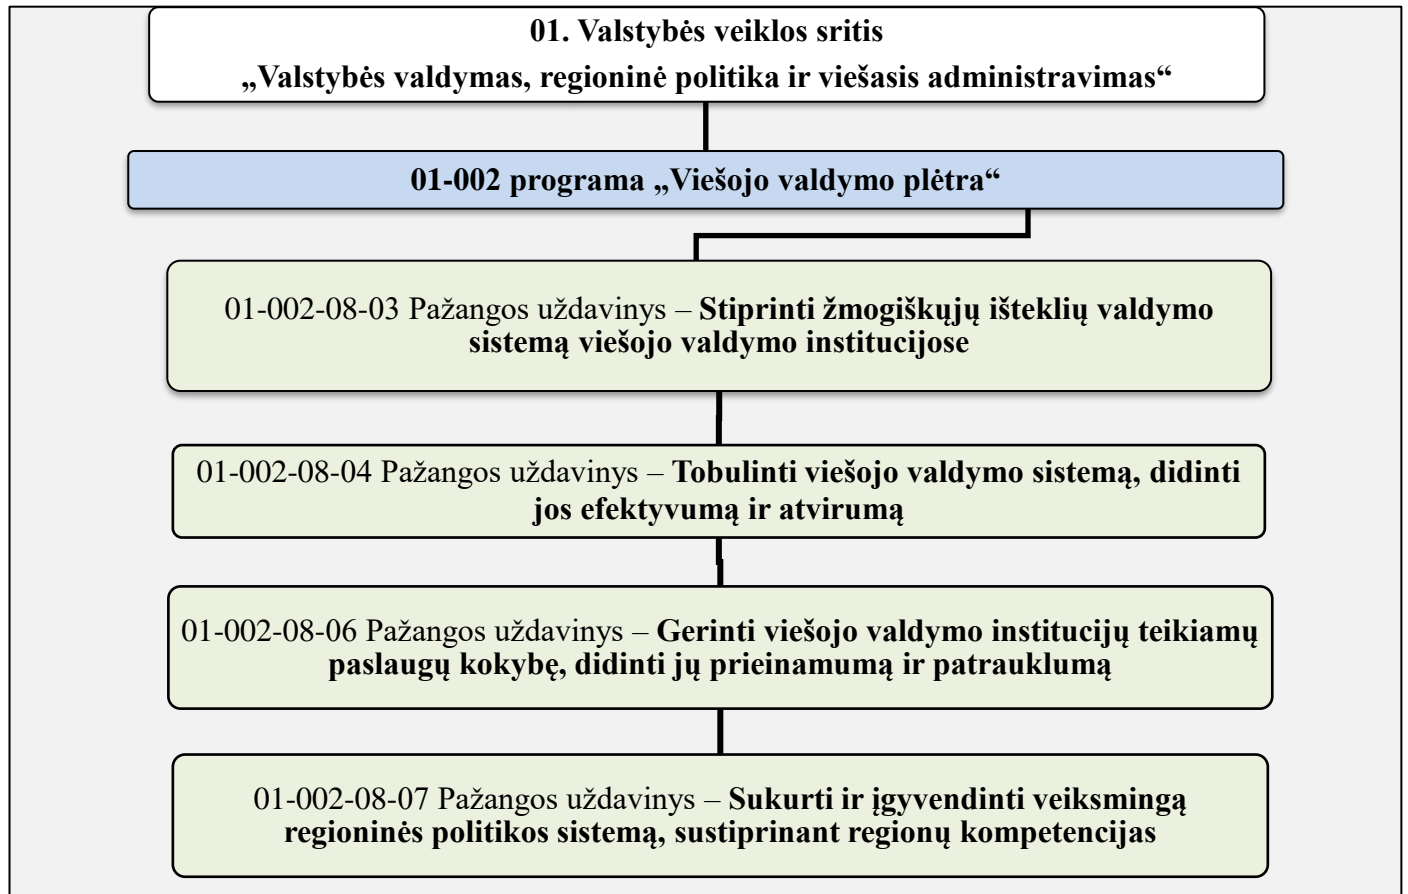 01. Valstybės veiklos sritis
„Valstybės valdymas, regioninė politika ir viešasis administravimas“
01-002 programa „Viešojo valdymo plėtra“
01-002-08-03 Pažangos uždavinys – Stiprinti žmogiškųjų išteklių valdymo
sistemą viešojo valdymo institucijose
01-002-08-04 Pažangos uždavinys – Tobulinti viešojo valdymo sistemą, didinti
jos efektyvumą ir atvirumą
01-002-08-06 Pažangos uždavinys – Gerinti viešojo valdymo institucijų teikiamų
paslaugų kokybę, didinti jų prieinamumą ir patrauklumą
01-002-08-07 Pažangos uždavinys – Sukurti ir įgyvendinti veiksmingą
regioninės politikos sistemą, sustiprinant regionų kompetencijas